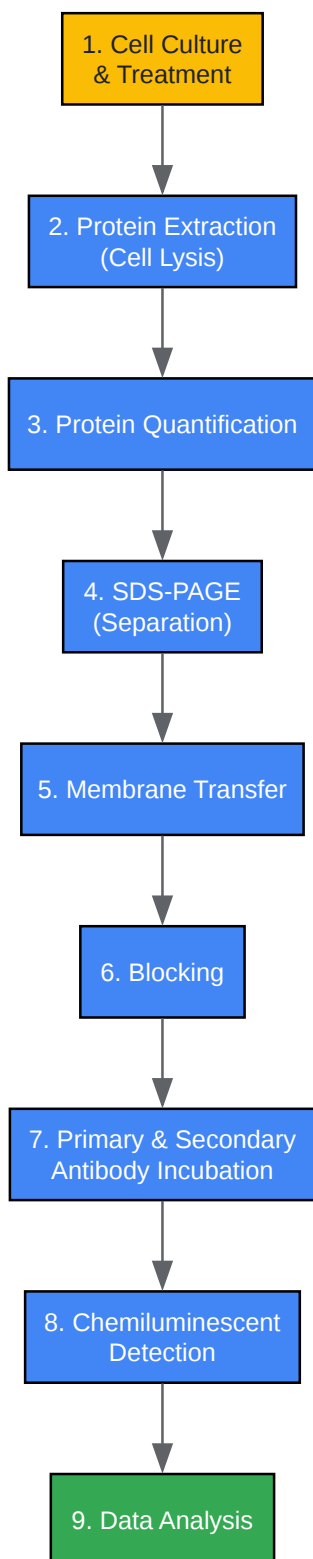 1. Cell Culture
& Treatment
2. Protein Extraction
(Cell Lysis)
3. Protein Quantification
4. SDS-PAGE
(Separation)
5. Membrane Transfer
6. Blocking
7. Primary & Secondary
Antibody Incubation
8. Chemiluminescent
Detection
9. Data Analysis